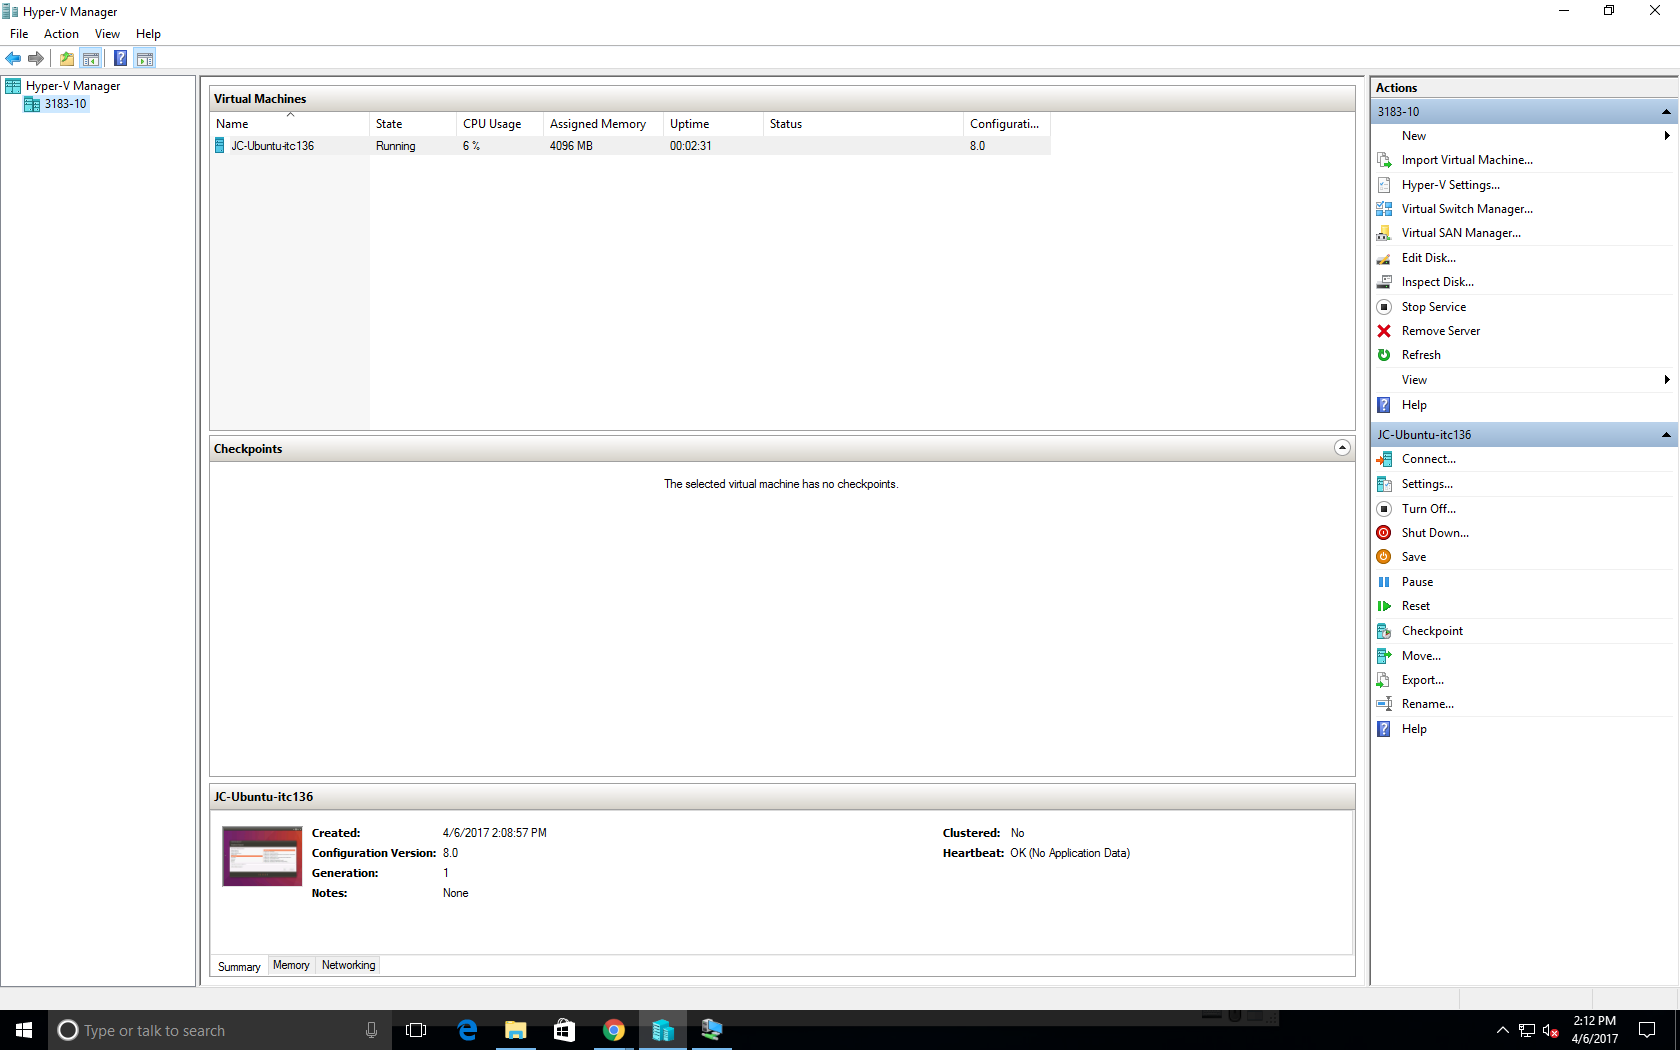 Hyper-V Manager
File Action View Help
Hyper-V Manager
3183-10
Virtual Machines
Name State CPU Usage Assigned Memory Uptime Status Configurati...
JC-Ubuntu-itc136 Running 6 % 4096 MB 00:02:31 8.0
Checkpoints
The selected virtual machine has no checkpoints.
JC-Ubuntu-itc136
Created: 4/6/2017 2:08:57 PM Clustered: No
Configuration Version: 8.0 Heartbeat: OK (No Application Data)
Generation: 1
Notes: None
Summary Memory Networking
Actions
3183-10
New
Import Virtual Machine...
Hyper-V Settings...
Virtual Switch Manager...
Virtual SAN Manager...
Edit Disk...
Inspect Disk...
Stop Service
Remove Server
Refresh
View
Help
JC-Ubuntu-itc136
Connect...
Settings...
Turn Off...
Shut Down...
Save
Pause
Reset
Checkpoint
Move...
Export...
Rename...
Help
Type or talk to search
2:12 PM
4/6/2017